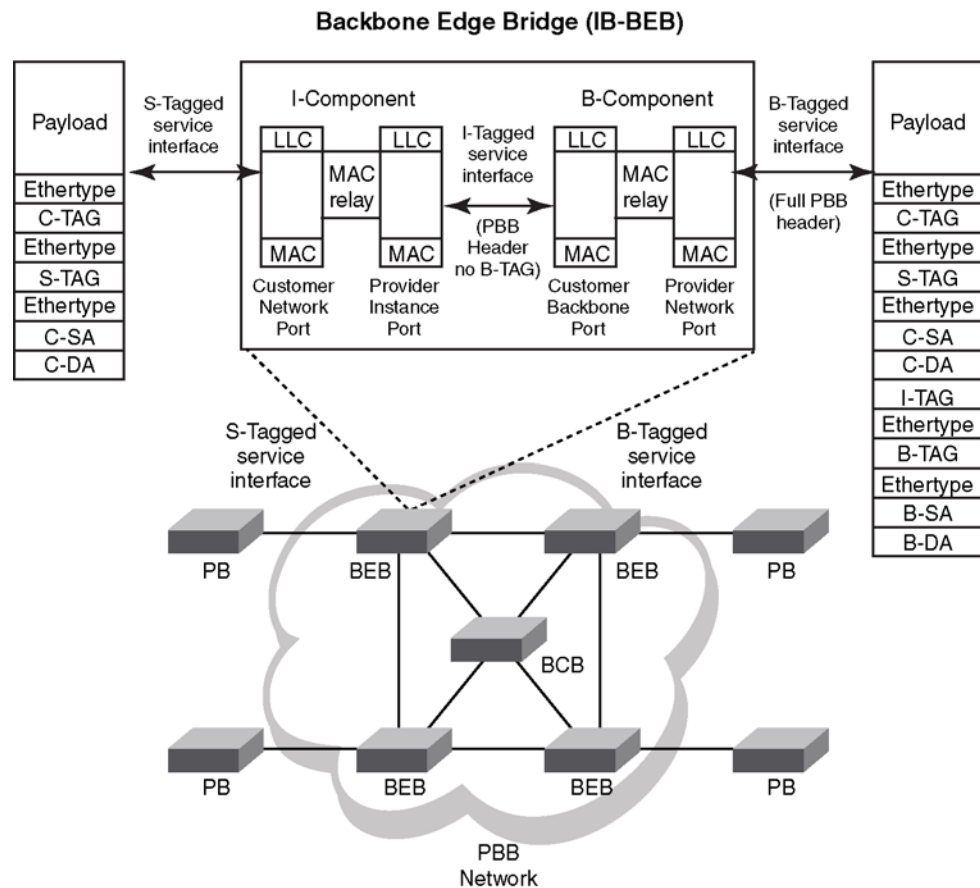 Backbone Edge Bridge (IB-BEB)
Payload
Ethertype
C-TAG
Ethertype
S-TAG
Ethertype
C-SA
C-DA
S-Tagged
service
interface
I-Component
LLC
LLC
MAC
relay
MAC
MAC
Customer
Network
Port
Provider
Instance
Port
I-Tagged
service
interface
(PBB
Header
no B-TAG)
B-Component
LLC
LLC
MAC
relay
MAC
MAC
Customer
Backbone
Port
Provider
Network
Port
B-Tagged
service
interface
(Full PBB
header)
Payload
Ethertype
C-TAG
Ethertype
S-TAG
Ethertype
C-SA
C-DA
I-TAG
Ethertype
B-TAG
Ethertype
B-SA
B-DA
S-Tagged
service
interface
B-Tagged
service
interface
PB
BEB
BEB
PB
BCB
PB
BEB
BEB
PB
PBB
Network